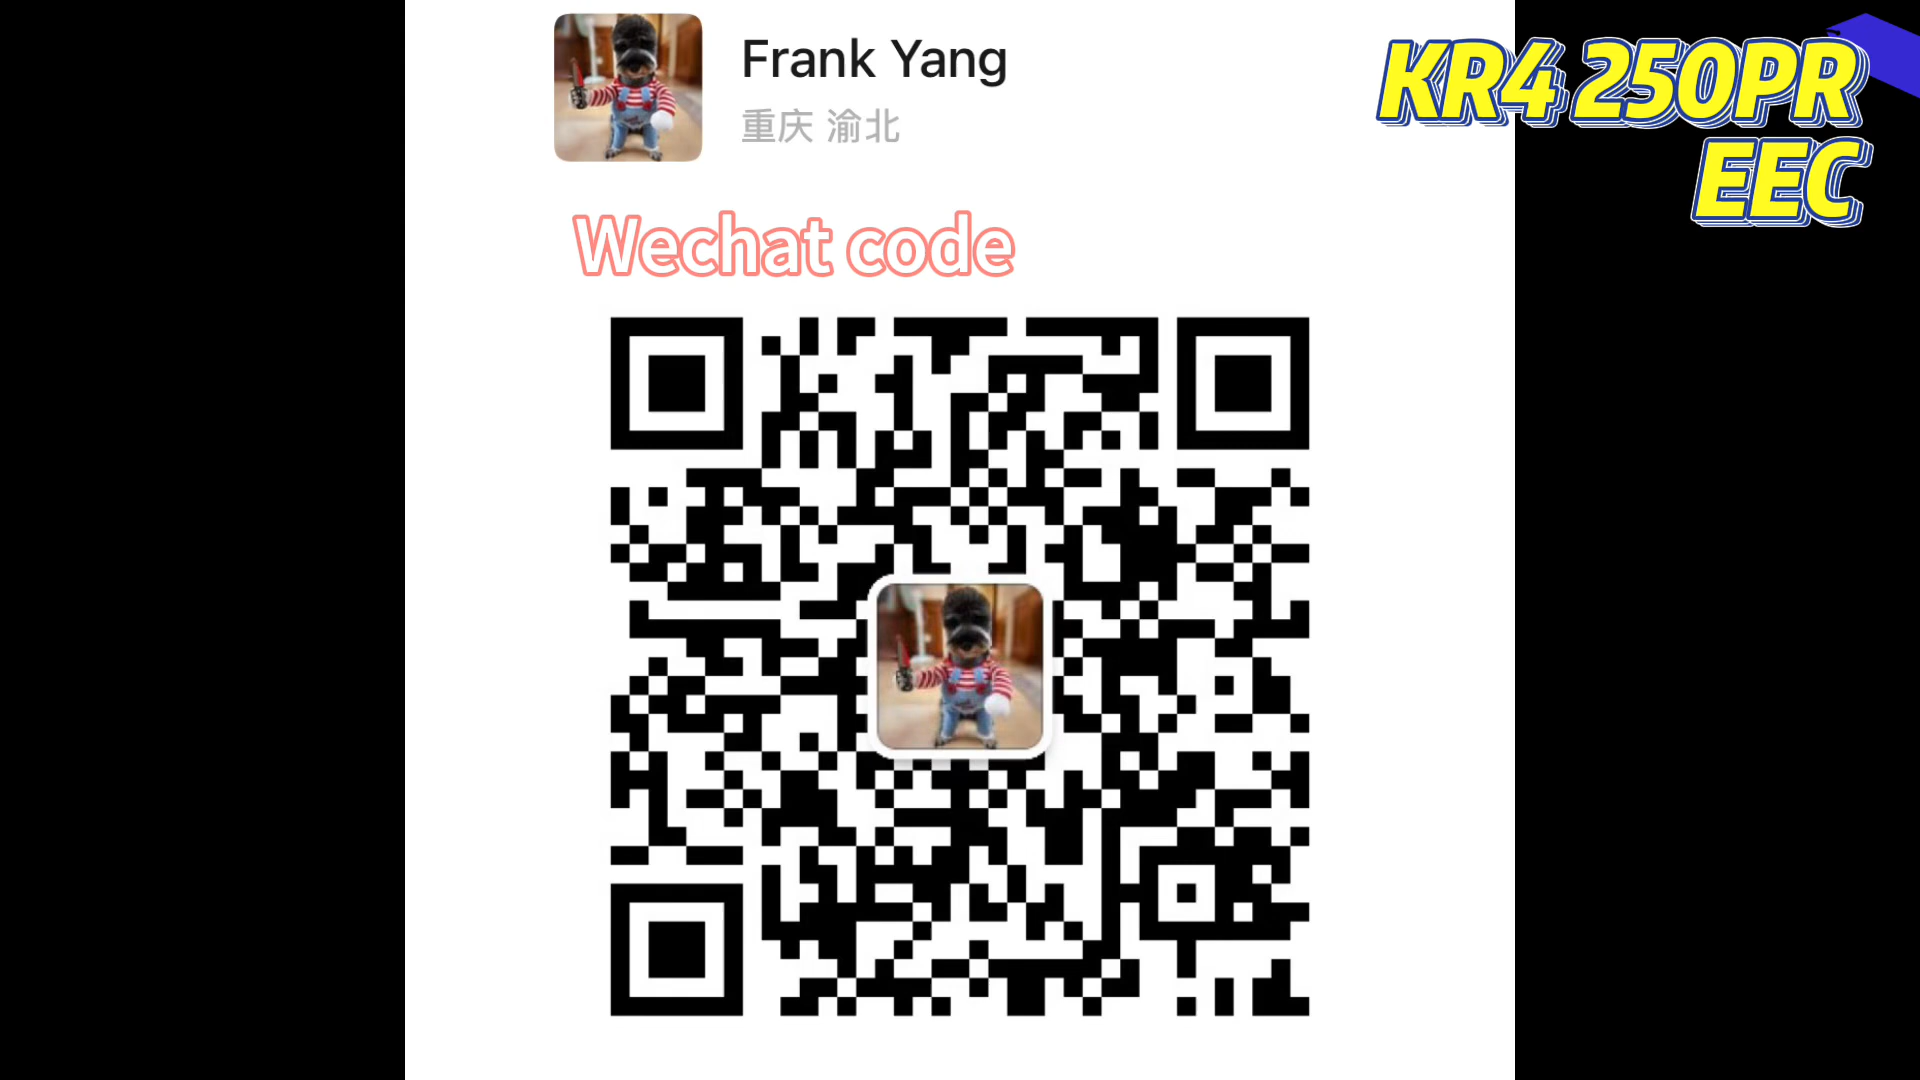 Frank Yang
重庆 渝北
Wechat code
KR4 250PR
EEC